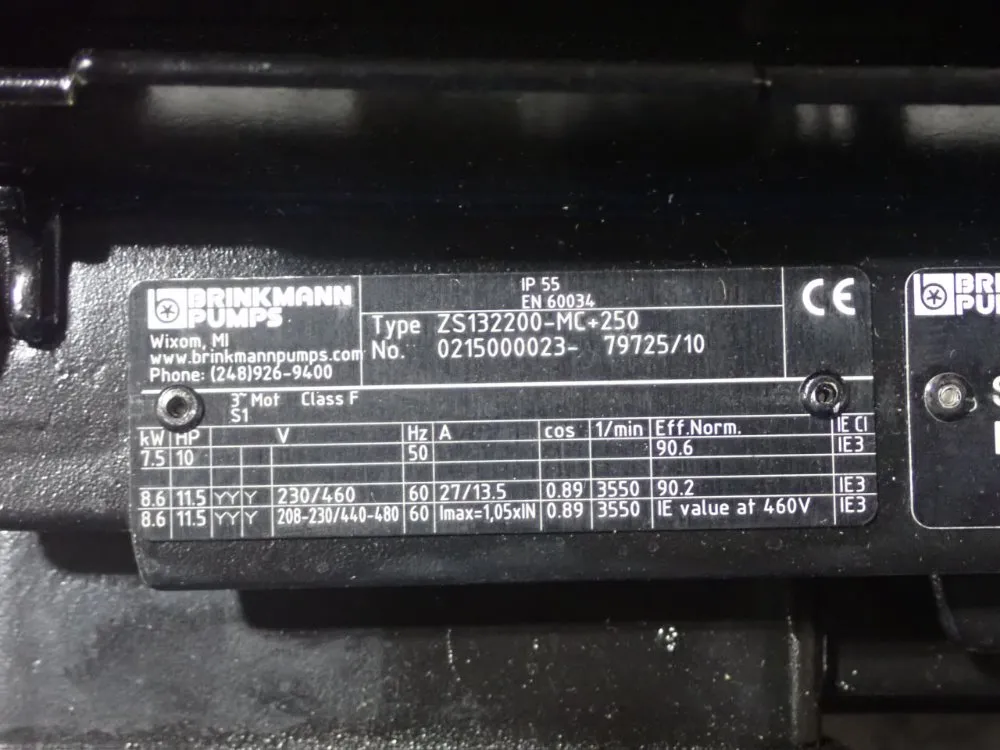 BRINKMANN
PUMPS
Wixom, MI
www.brinkmannpumps.com
Phone: (248)926-9400
IP 55
EN 60034
Type ZS132200-MC+250
No. 0215000023- 79725/10
CE
3~ Mot Class F
S1
kW HP V Hz A cos 1/min Eff.Norm. IE Cl
7.5 10 50 90.6 IE3
8.6 11.5 YY Y 230/460 60 27/13.5 0.89 3550 90.2 IE3
8.6 11.5 YY Y 208-230/440-480 60 Imax=1,05xIN 0.89 3550 IE value at 460V IE3